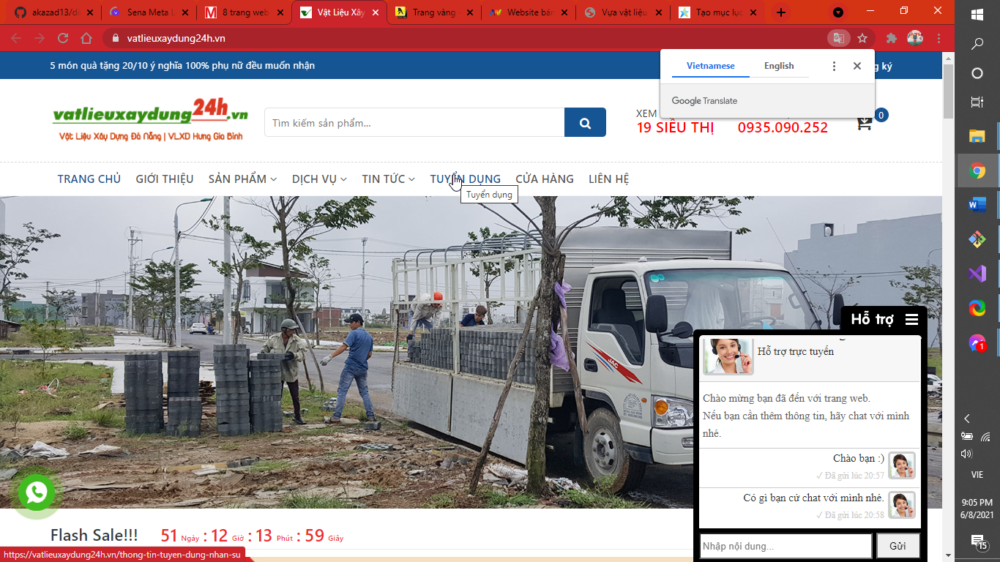 akazad13/di
Sena Meta L
8 trang web
Vật Liệu Xây
Trang vàng
Website bán
Vựa vật liệu
Tạo mục lục
vatlieuxaydung24h.vn
5 món quà tặng 20/10 ý nghĩa 100% phụ nữ đều muốn nhận
ký
Vietnamese
English
Google Translate
vatlieuxaydung24h.vn
Vật Liệu Xây Dựng Đà Nẵng | VLXD Hưng Gia Bình
Tìm kiếm sản phẩm...
XEM
19 SIÊU THỊ
0935.090.252
0
TRANG CHỦ
GIỚI THIỆU
SẢN PHẨM
DỊCH VỤ
TIN TỨC
TUYỂN DỤNG
CỬA HÀNG
LIÊN HỆ
Tuyển dụng
JAC
Hỗ trợ
Hỗ trợ trực tuyến
Chào mừng bạn đã đến với trang web.
Nếu bạn cần thêm thông tin, hãy chat với mình
nhé.
Chào bạn :)
✓ Đã gửi lúc 20:57
Có gì bạn cứ chat với mình nhé.
✓ Đã gửi lúc 20:58
Nhập nội dung...
Gửi
Flash Sale!!!
51 Ngày : 12 Giờ : 13 Phút : 59 Giây
https://vatlieuxaydung24h.vn/thong-tin-tuyen-dung-nhan-su
1
VIE
9:05 PM
6/8/2021
15